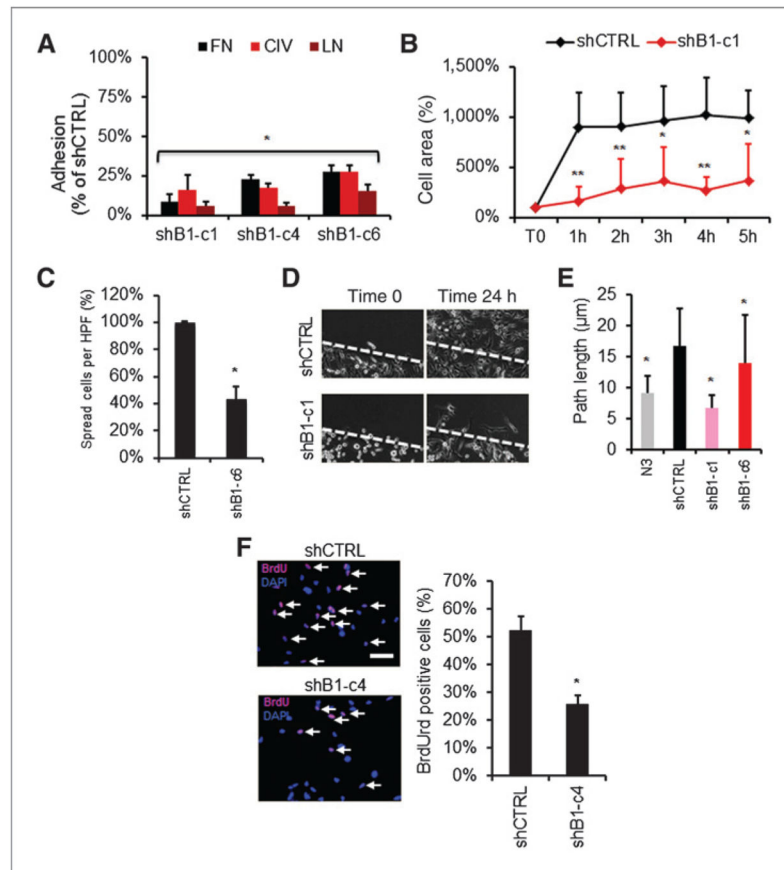 A
FN CIV LN
Adhesion
(% of shCTRL)
100%
75%
50%
25%
0%
*
shB1-c1 shB1-c4 shB1-c6
B
shCTRL shB1-c1
Cell area (%)
1,500%
1,000%
500%
0%
** ** * ** *
T0 1h 2h 3h 4h 5h
C
Spread cells per HPF (%)
120%
100%
80%
60%
40%
20%
0%
*
shCTRL
shB1-c6
D
Time 0 Time 24 h
shCTRL
shB1-c1
E
Path length (μm)
25
20
15
10
5
0
* * *
N3
shCTRL
shB1-c1
shB1-c6
F
shCTRL
BrdU
DAPI
shB1-c4
BrdU
DAPI
BrdUrd positive cells (%)
70%
60%
50%
40%
30%
20%
10%
0%
*
shCTRL
shB1-c4